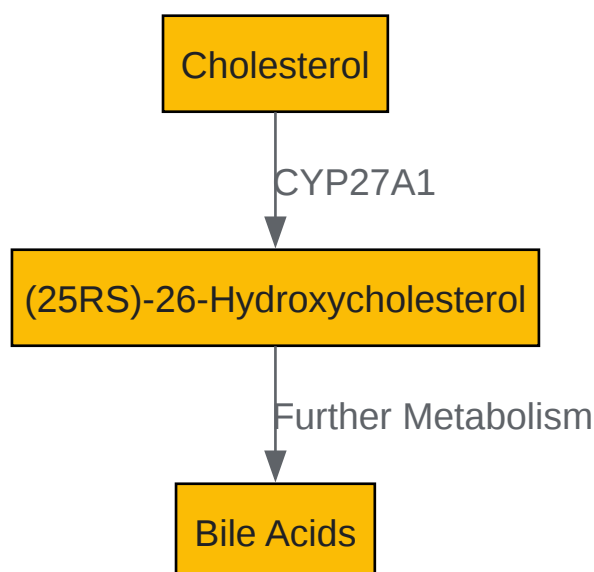 Cholesterol
CYP27A1
(25RS)-26-Hydroxycholesterol
Further Metabolism
Bile Acids